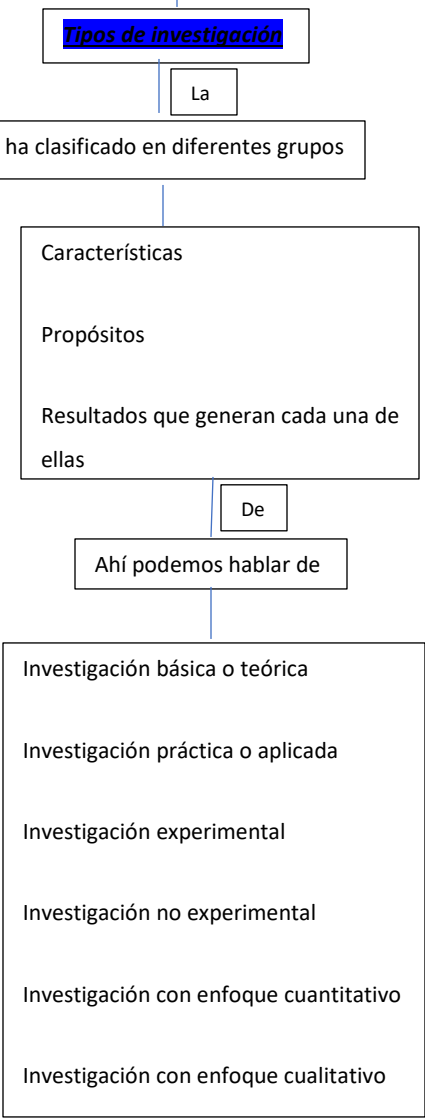 Tipos de investigación
La
ha clasificado en diferentes grupos
Características
Propósitos
Resultados que generan cada una de
ellas
De
Ahí podemos hablar de
Investigación básica o teórica
Investigación práctica o aplicada
Investigación experimental
Investigación no experimental
Investigación con enfoque cuantitativo
Investigación con enfoque cualitativo